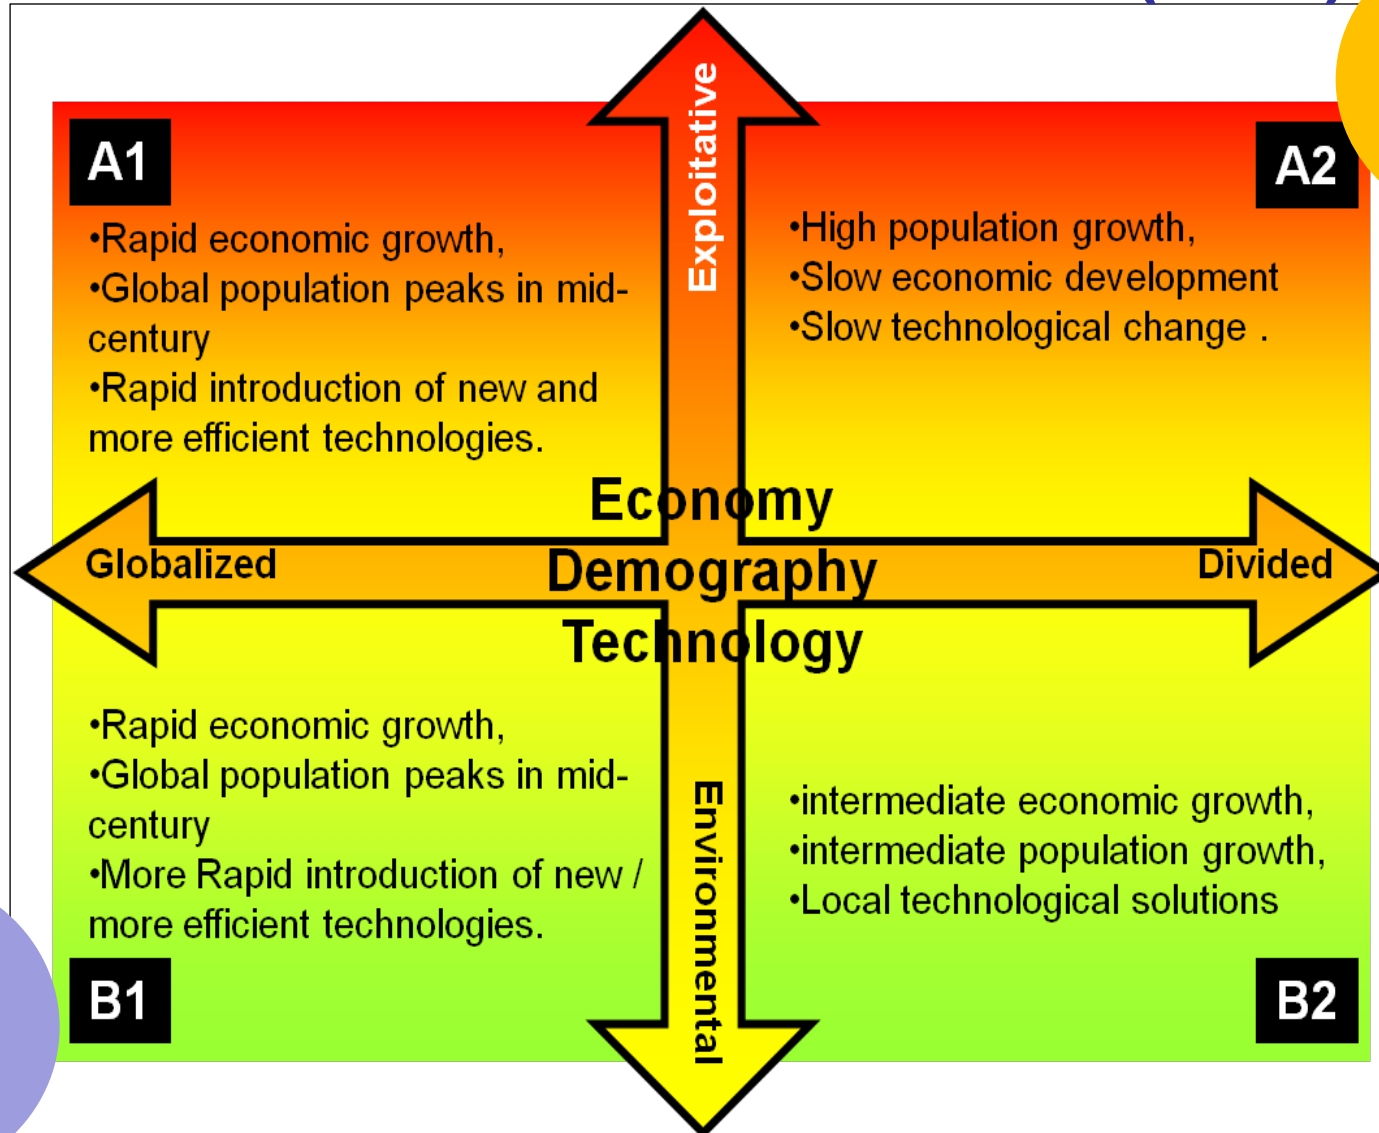 Exploitative
A1
•Rapid economic growth,
•Global population peaks in mid-
century
•Rapid introduction of new and
more efficient technologies.
A2
•High population growth,
•Slow economic development
•Slow technological change .
Economy
Globalized
Demography
Divided
Technology
•Rapid economic growth,
•Global population peaks in mid-
century
•More Rapid introduction of new /
more efficient technologies.
B1
Environmental
•intermediate economic growth,
•intermediate population growth,
•Local technological solutions
B2